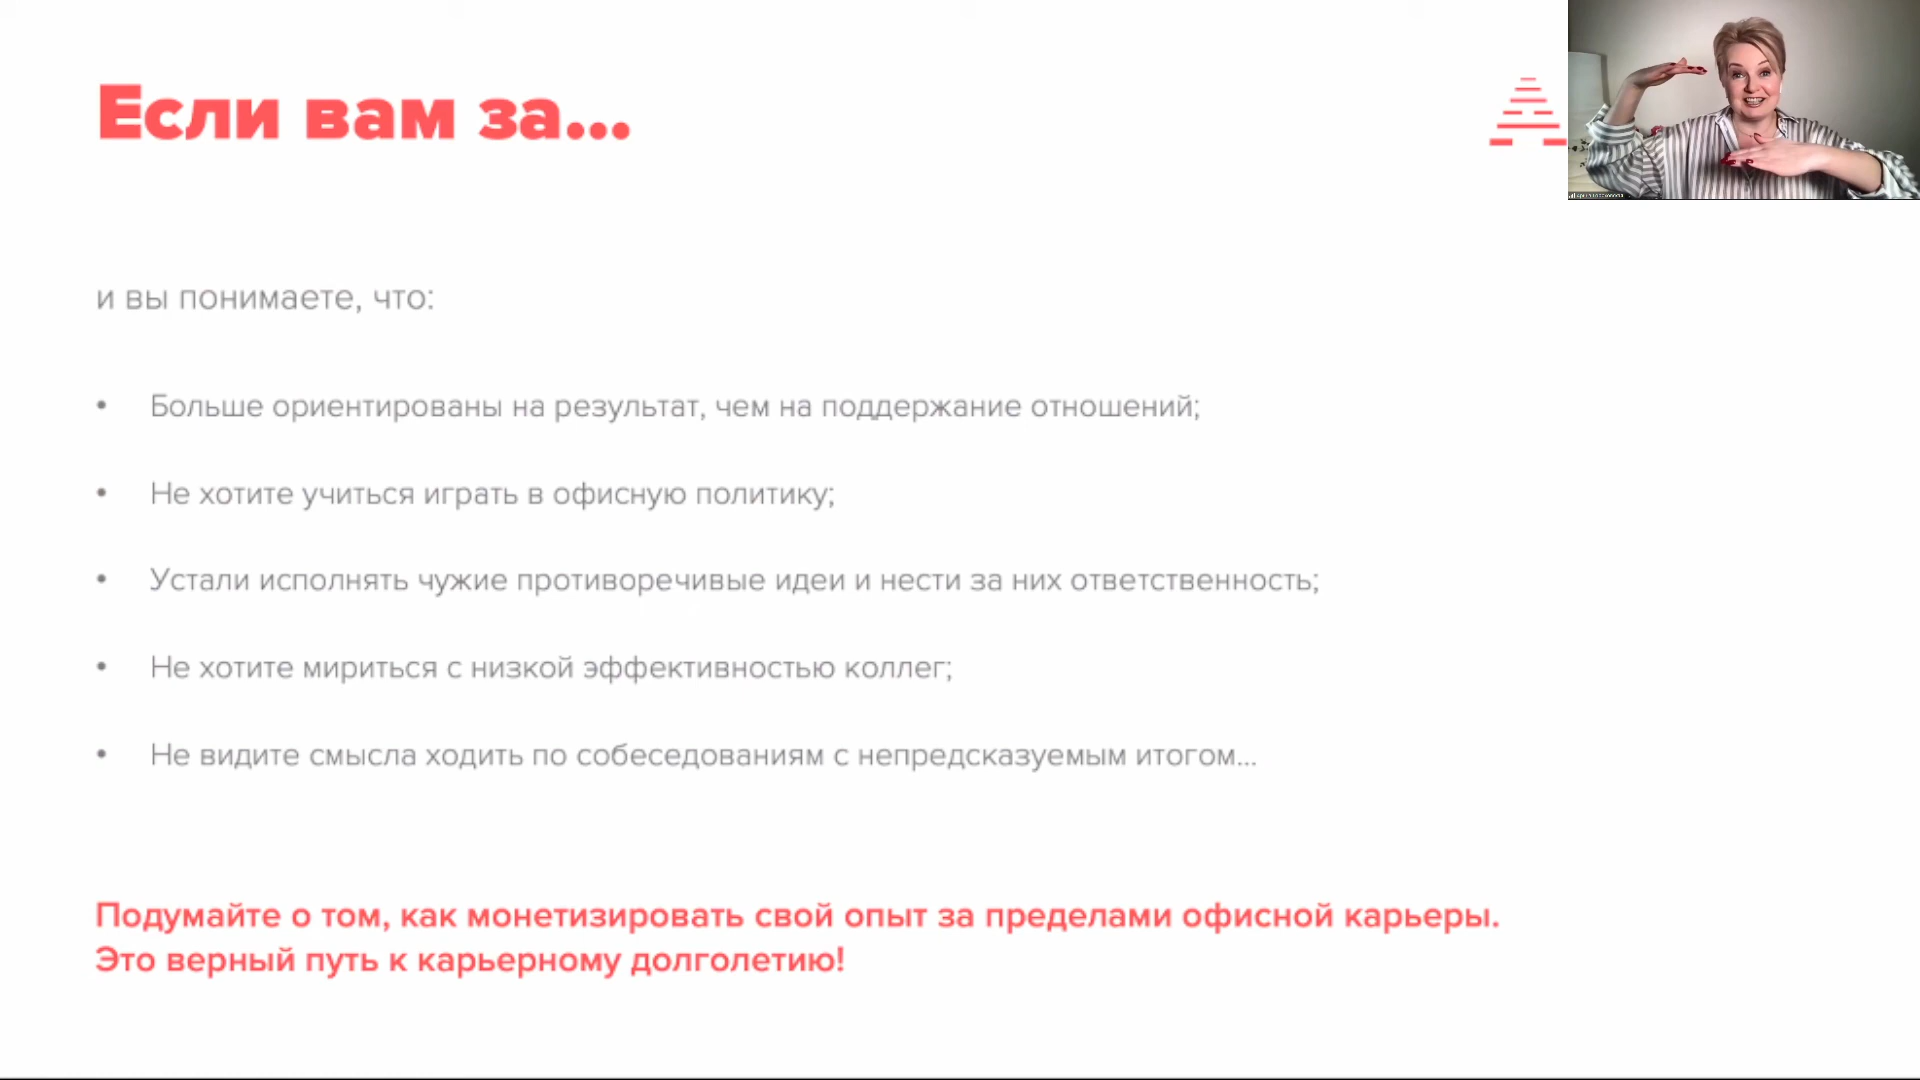 Если вам за...
и вы понимаете, что:
• Больше ориентированы на результат, чем на поддержание отношений;
• Не хотите учиться играть в офисную политику;
• Устали исполнять чужие противоречивые идеи и нести за них ответственность;
• Не хотите мириться с низкой эффективностью коллег;
• Не видите смысла ходить по собеседованиям с непредсказуемым итогом...
Подумайте о том, как монетизировать свой опыт за пределами офисной карьеры.
Это верный путь к карьерному долголетию!